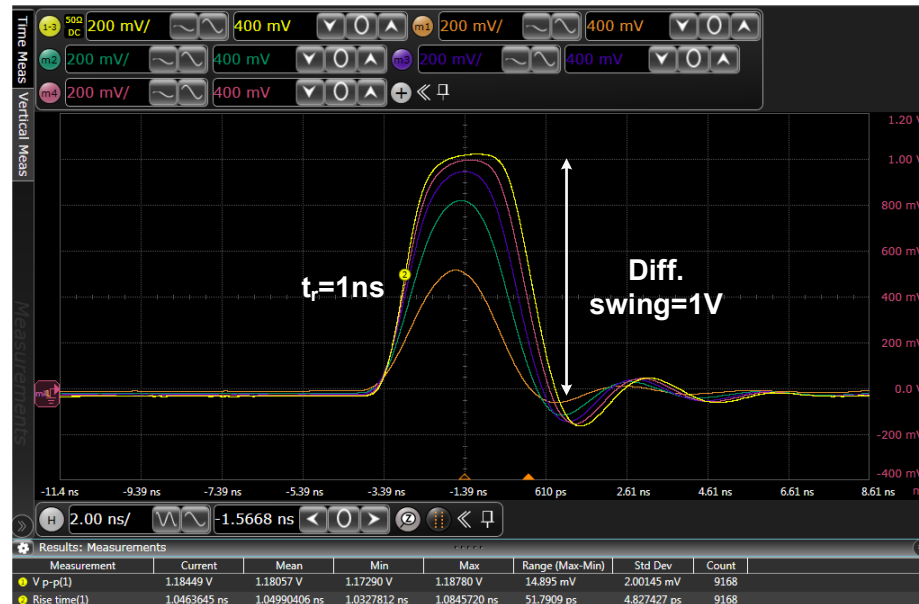 Time Meas
Vertical Meas
Measurements
1-3 50Ω DC 200 mV/ 400 mV m1 200 mV/ 400 mV
m2 200 mV/ 400 mV m3 200 mV/ 400 mV
m4 200 mV/ 400 mV
1.20 V
1.00 V
800 mV
600 mV
400 mV
200 mV
0.0 V
-200 mV
-400 mV
2
tr=1ns
Diff.
swing=1V
-11.4 ns -9.39 ns -7.39 ns -5.39 ns -3.39 ns -1.39 ns 610 ps 2.61 ns 4.61 ns 6.61 ns 8.61 ns
H 2.00 ns/ -1.5668 ns 0
Results: Measurements
Measurement Current Mean Min Max Range (Max-Min) Std Dev Count
1 V p-p(1) 1.18449 V 1.18057 V 1.17290 V 1.18780 V 14.895 mV 2.00145 mV 9168
2 Rise time(1) 1.0463645 ns 1.04990406 ns 1.0327812 ns 1.0845720 ns 51.7909 ps 4.827427 ps 9168